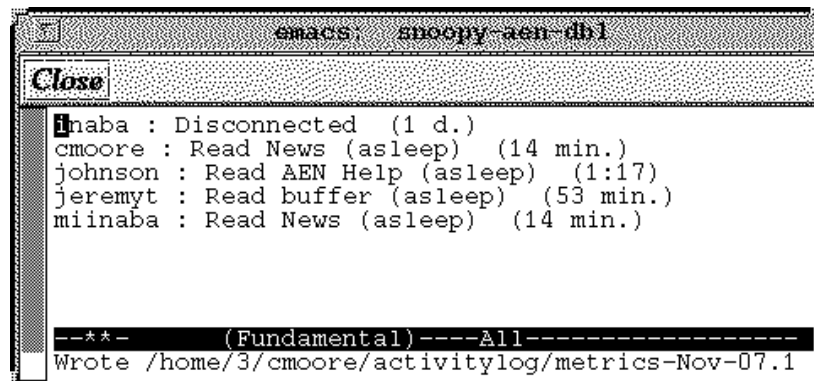 emacs: snoopy-aen-db1
Close
inaba : Disconnected (1 d.)
cmoore : Read News (asleep) (14 min.)
johnson : Read AEN Help (asleep) (1:17)
jeremyt : Read buffer (asleep) (53 min.)
miinaba : Read News (asleep) (14 min.)
--**- (Fundamental)----All------------------
Wrote /home/3/cmoore/activitylog/metrics-Nov-07.1